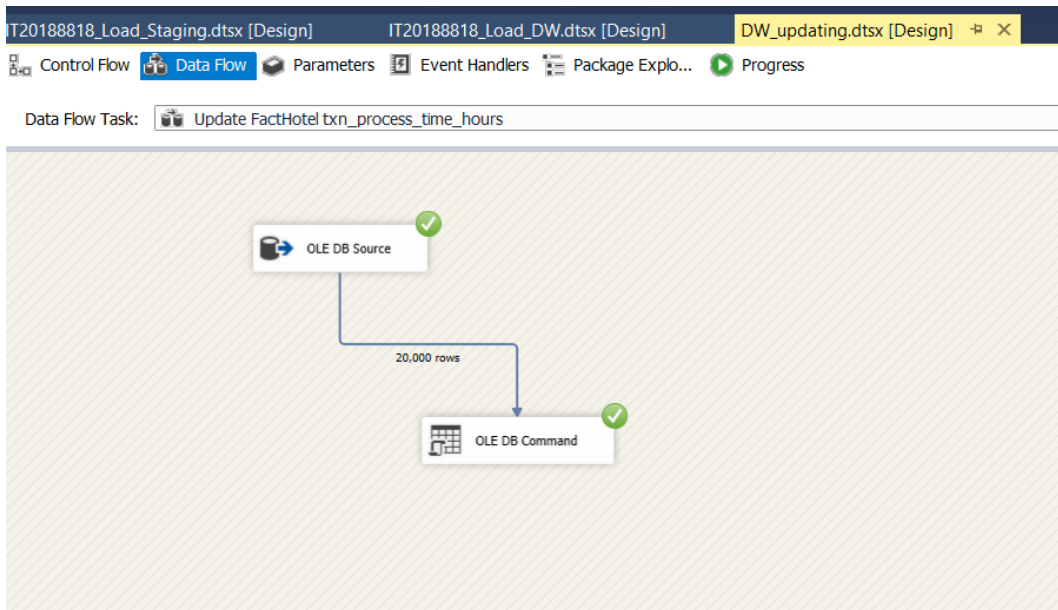 IT20188818_Load_Staging.dtsx [Design] IT20188818_Load_DW.dtsx [Design] DW_updating.dtsx [Design]
Control Flow Data Flow Parameters Event Handlers Package Explo... Progress
Data Flow Task: Update FactHotel txn_process_time_hours
OLE DB Source
20,000 rows
OLE DB Command